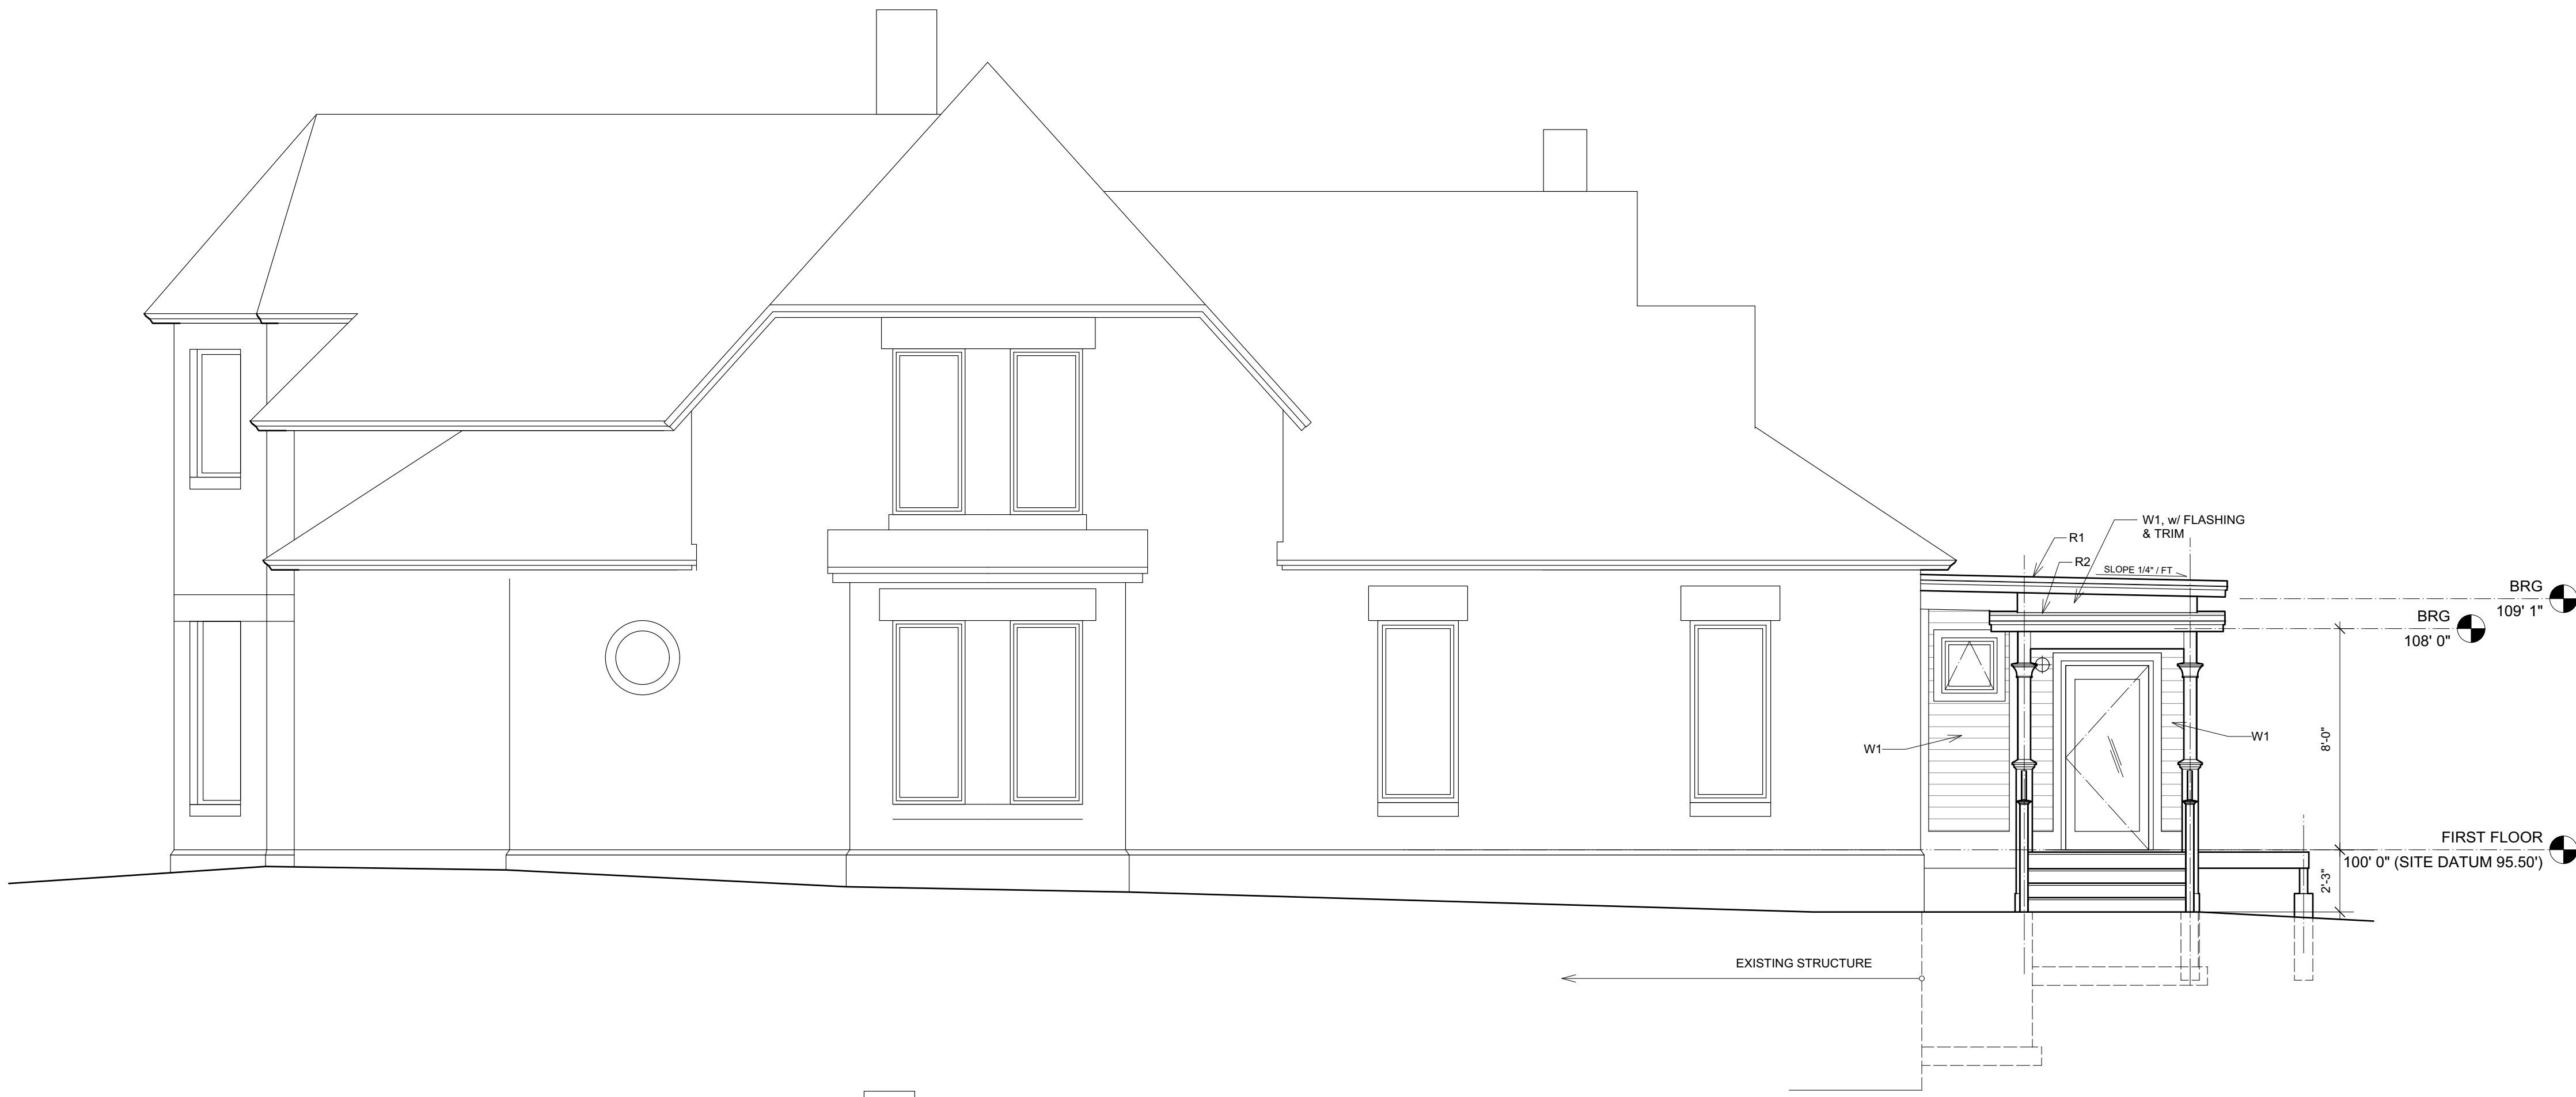 W1, w/ FLASHING
& TRIM
R1
R2
SLOPE 1/4" / FT
BRG
109' 1"
BRG
108' 0"
W1
W1
8'-0"
FIRST FLOOR
100' 0" (SITE DATUM 95.50')
2'-3"
EXISTING STRUCTURE